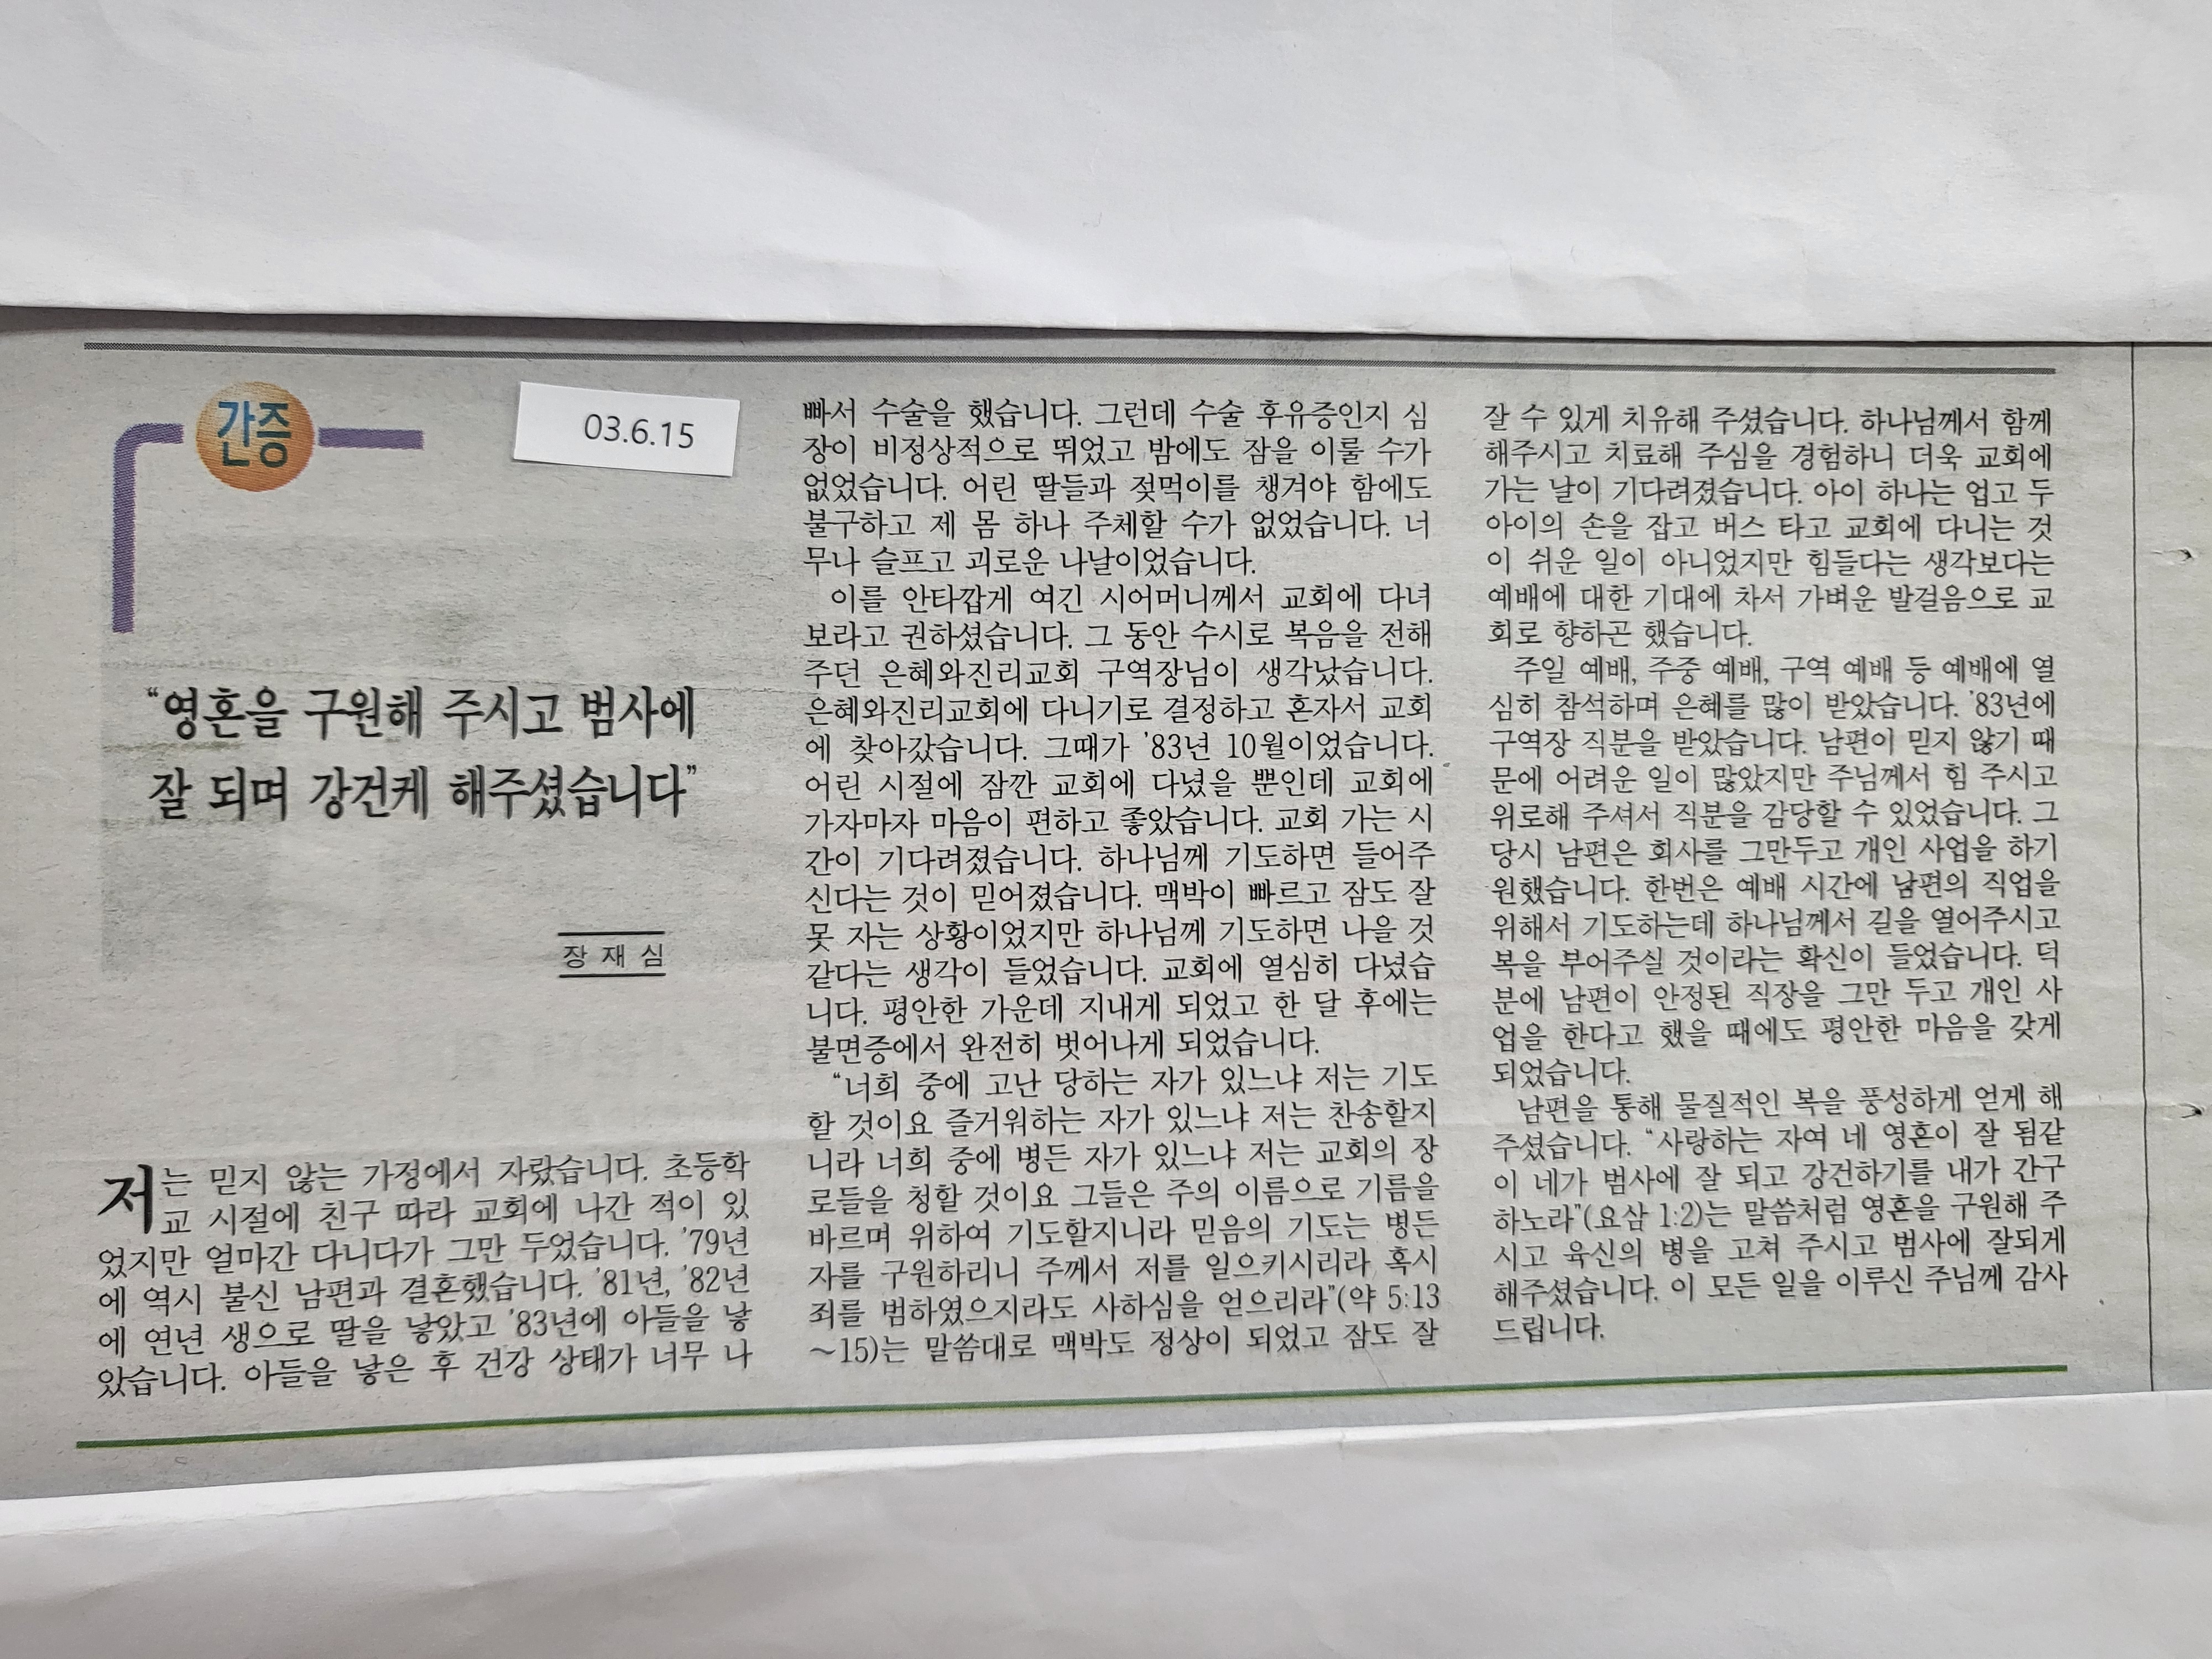 간증
03.6.15
“영혼을 구원해 주시고 범사에
잘 되며 강건케 해주셨습니다”
장 재 심
저는 믿지 않는 가정에서 자랐습니다. 초등학
교 시절에 친구 따라 교회에 나간 적이 있
었지만 얼마간 다니다가 그만 두었습니다. '79년
에 역시 불신 남편과 결혼했습니다. '81년, '82년
에 연년 생으로 딸을 낳았고 '83년에 아들을 낳
았습니다. 아들을 낳은 후 건강 상태가 너무 나
빠서 수술을 했습니다. 그런데 수술 후유증인지 심
장이 비정상적으로 뛰었고 밤에도 잠을 이룰 수가
없었습니다. 어린 딸들과 젖먹이를 챙겨야 함에도
불구하고 제 몸 하나 주체할 수가 없었습니다. 너
무나 슬프고 괴로운 나날이었습니다.
이를 안타깝게 여긴 시어머니께서 교회에 다녀
보라고 권하셨습니다. 그 동안 수시로 복음을 전해
주던 은혜와진리교회 구역장님이 생각났습니다.
은혜와진리교회에 다니기로 결정하고 혼자서 교회
에 찾아갔습니다. 그때가 '83년 10월이었습니다.
어린 시절에 잠깐 교회에 다녔을 뿐인데 교회에
가자마자 마음이 편하고 좋았습니다. 교회 가는 시
간이 기다려졌습니다. 하나님께 기도하면 들어주
신다는 것이 믿어졌습니다. 맥박이 빠르고 잠도 잘
못 자는 상황이었지만 하나님께 기도하면 나을 것
같다는 생각이 들었습니다. 교회에 열심히 다녔습
니다. 평안한 가운데 지내게 되었고 한 달 후에는
불면증에서 완전히 벗어나게 되었습니다.
“너희 중에 고난 당하는 자가 있느냐 저는 기도
할 것이요 즐거워하는 자가 있느냐 저는 찬송할지
니라 너희 중에 병든 자가 있느냐 저는 교회의 장
로들을 청할 것이요 그들은 주의 이름으로 기름을
바르며 위하여 기도할지니라 믿음의 기도는 병든
자를 구원하리니 주께서 저를 일으키시리라 혹시
죄를 범하였으지라도 사하심을 얻으리라”(약 5:13
~15)는 말씀대로 맥박도 정상이 되었고 잠도 잘
잘 수 있게 치유해 주셨습니다. 하나님께서 함께
해주시고 치료해 주심을 경험하니 더욱 교회에
가는 날이 기다려졌습니다. 아이 하나는 업고 두
아이의 손을 잡고 버스 타고 교회에 다니는 것
이 쉬운 일이 아니었지만 힘들다는 생각보다는
예배에 대한 기대에 차서 가벼운 발걸음으로 교
회로 향하곤 했습니다.
주일 예배, 주중 예배, 구역 예배 등 예배에 열
심히 참석하며 은혜를 많이 받았습니다. '83년에
구역장 직분을 받았습니다. 남편이 믿지 않기 때
문에 어려운 일이 많았지만 주님께서 힘 주시고
위로해 주셔서 직분을 감당할 수 있었습니다. 그
당시 남편은 회사를 그만두고 개인 사업을 하기
원했습니다. 한번은 예배 시간에 남편의 직업을
위해서 기도하는데 하나님께서 길을 열어주시고
복을 부어주실 것이라는 확신이 들었습니다. 덕
분에 남편이 안정된 직장을 그만 두고 개인 사
업을 한다고 했을 때에도 평안한 마음을 갖게
되었습니다.
남편을 통해 물질적인 복을 풍성하게 얻게 해
주셨습니다. “사랑하는 자여 네 영혼이 잘 됨같
이 네가 범사에 잘 되고 강건하기를 내가 간구
하노라”(요삼 1:2)는 말씀처럼 영혼을 구원해 주
시고 육신의 병을 고쳐 주시고 범사에 잘되게
해주셨습니다. 이 모든 일을 이루신 주님께 감사
드립니다.